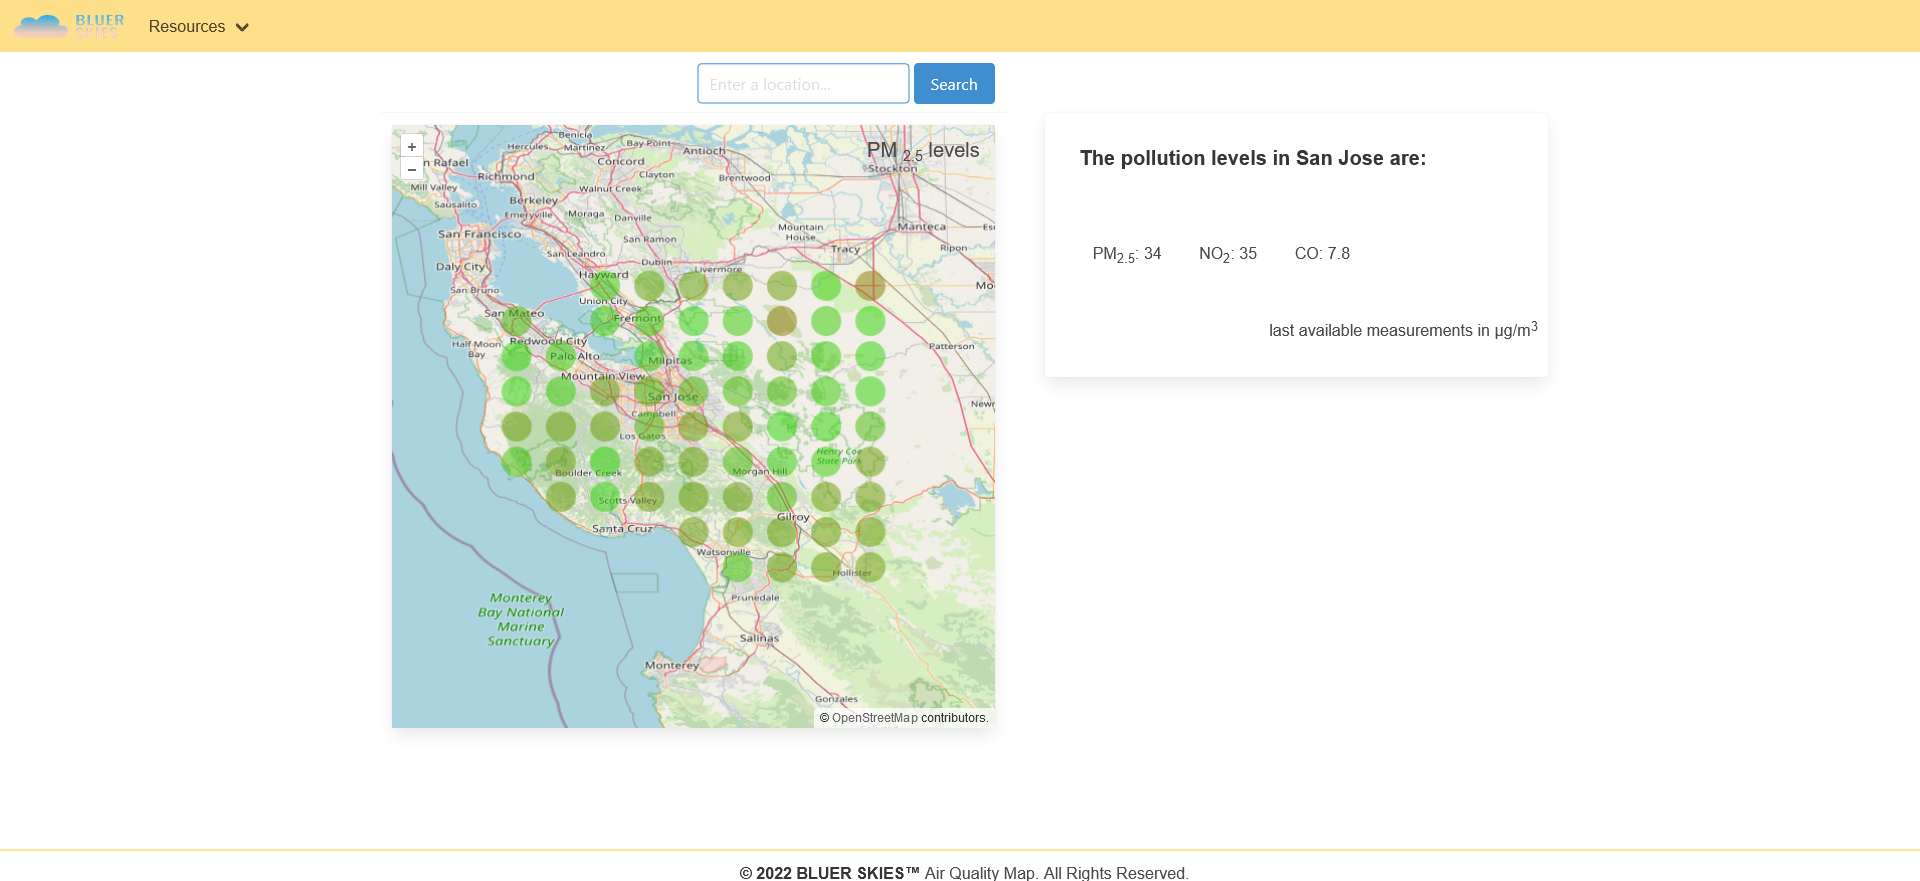 BLUER
SKIES
Resources
Enter a location...
Search
PM 2.5 levels
+
−
Benicia
Hercules
Martinez
Bay Point
Antioch
Concord
n Rafael
Richmond
Clayton
Brentwood
Stockton
Mill Valley
Walnut Creek
Sausalito
Berkeley
Emeryville
Moraga
Danville
San Francisco
San Ramon
Mountain
House
Manteca
Daly City
San Leandro
Tracy
Ripon
Dublin
Livermore
Hayward
San Bruno
Union City
San Mateo
Fremont
Redwood City
Half Moon
Bay
Palo Alto
Milpitas
Patterson
Mountain View
San Jose
Campbell
Los Gatos
Henry Coe
State Park
Boulder Creek
Morgan Hill
Scotts Valley
Gilroy
Santa Cruz
Watsonville
Hollister
Prunedale
Monterey
Bay National
Marine
Sanctuary
Salinas
Monterey
Gonzales
© OpenStreetMap contributors.
The pollution levels in San Jose are:
PM2.5: 34 NO2: 35 CO: 7.8
last available measurements in µg/m3
© 2022 BLUER SKIES™ Air Quality Map. All Rights Reserved.